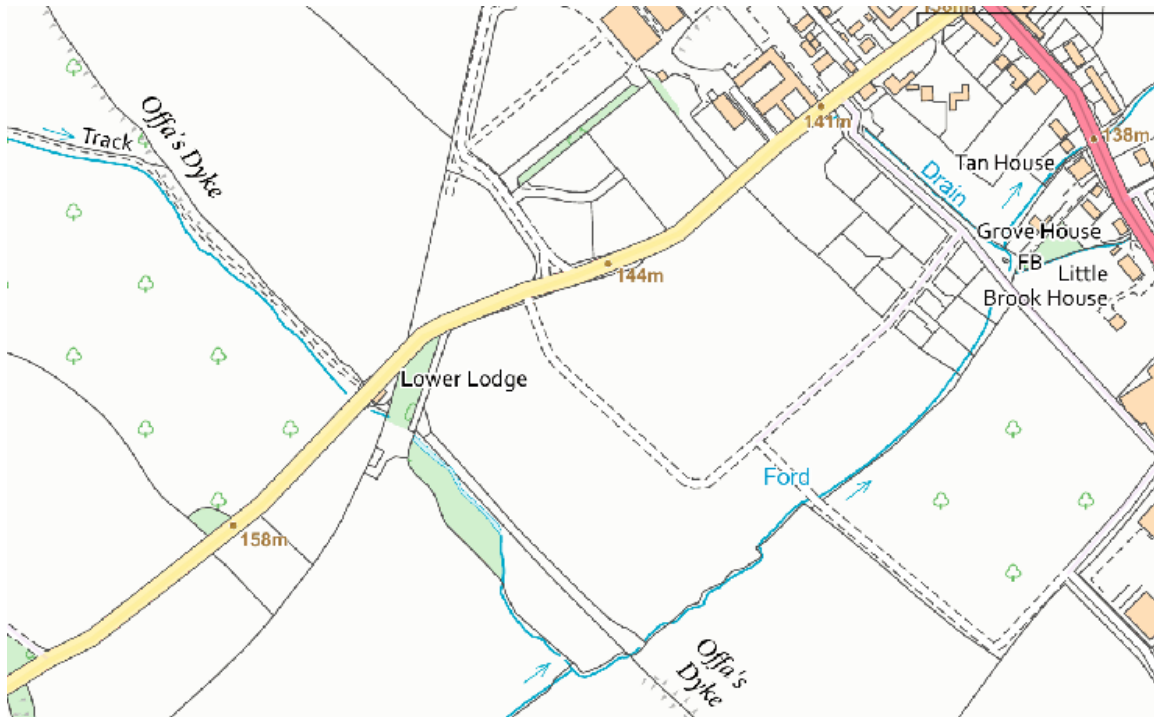 Offa's Dyke
Track
141m
138m
Tan House
Drain
Grove House
FB
Little
Brook House
144m
Lower Lodge
Ford
158m
Offa's
Dyke